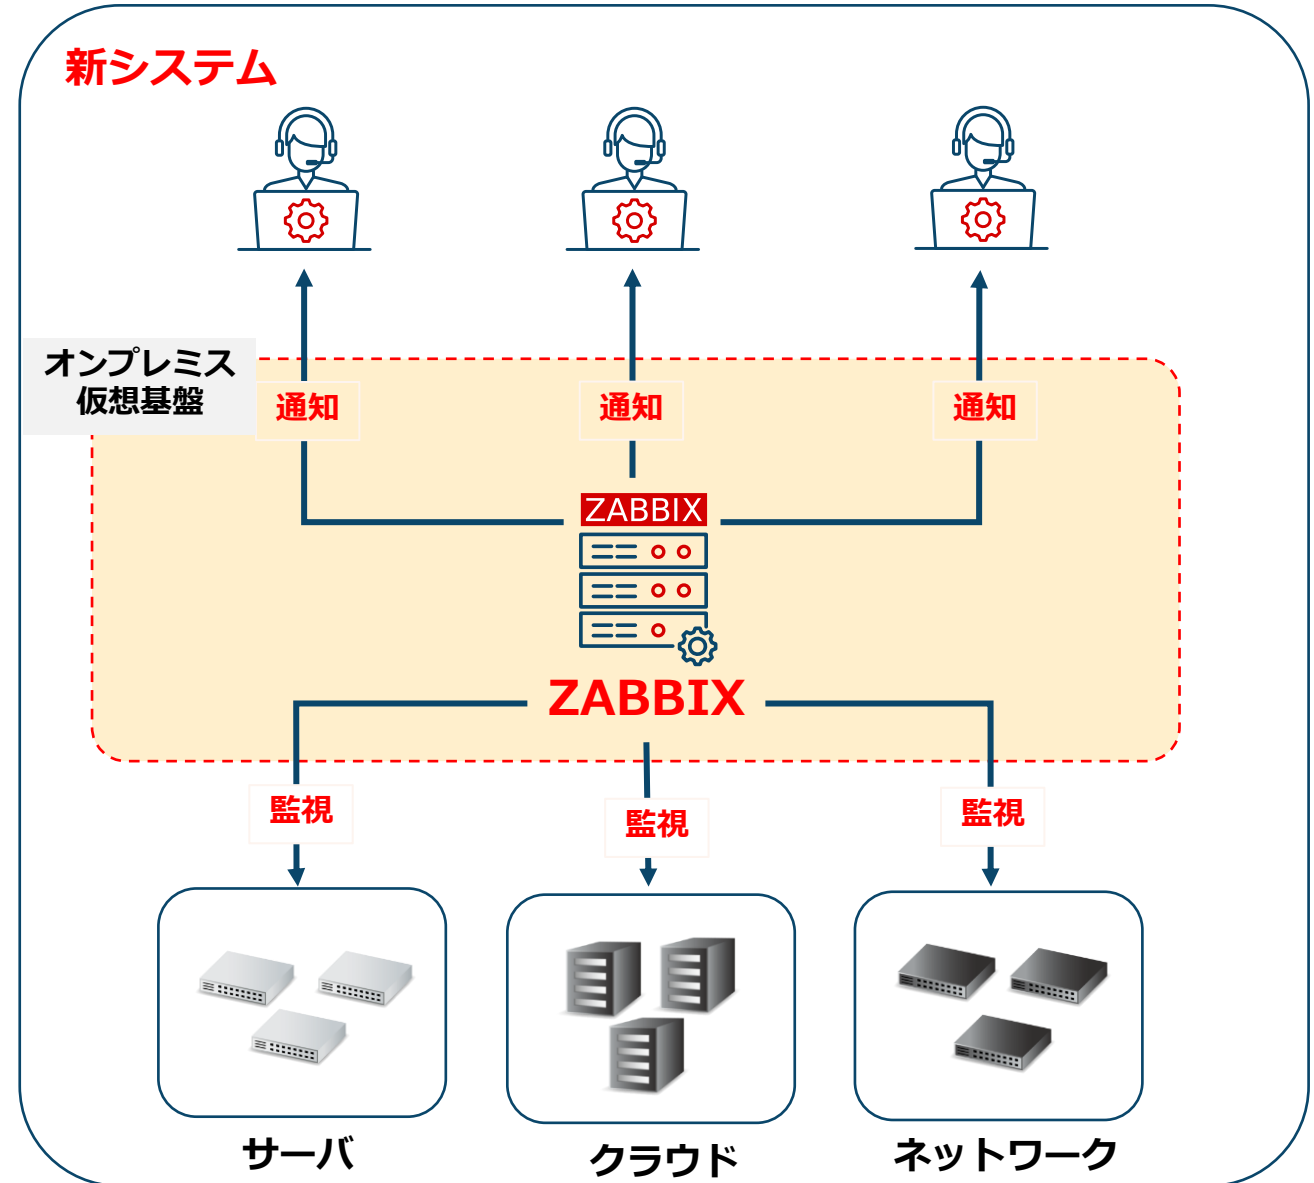 新システム
オンプレミス
仮想基盤
通知
通知
通知
ZABBIX
ZABBIX
監視
監視
監視
サーバ
クラウド
ネットワーク